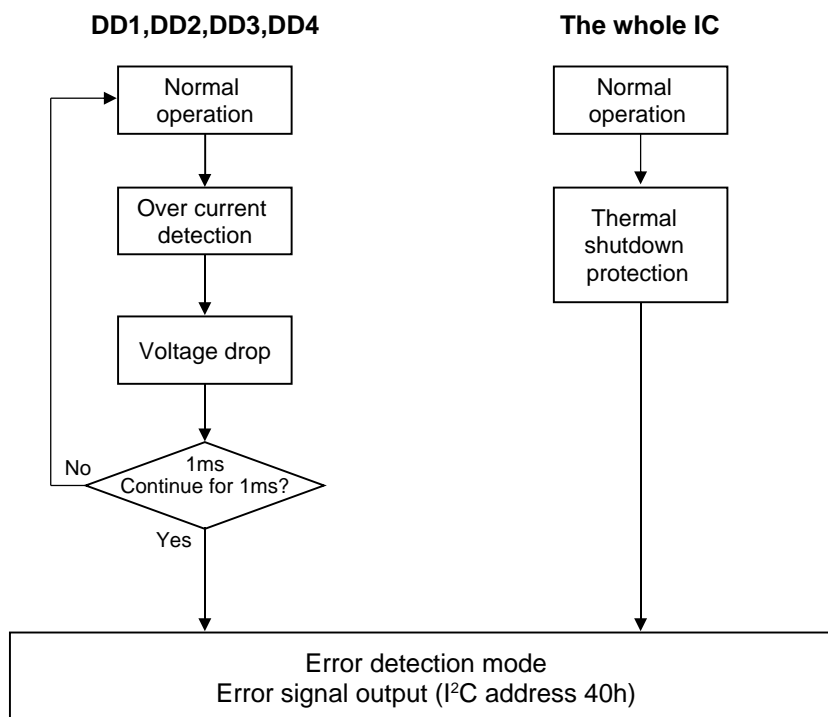 DD1,DD2,DD3,DD4
Normal
operation
Over current
detection
Voltage drop
1ms
Continue for 1ms?
No
Yes
The whole IC
Normal
operation
Thermal
shutdown
protection
Error detection mode
Error signal output (I²C address 40h)